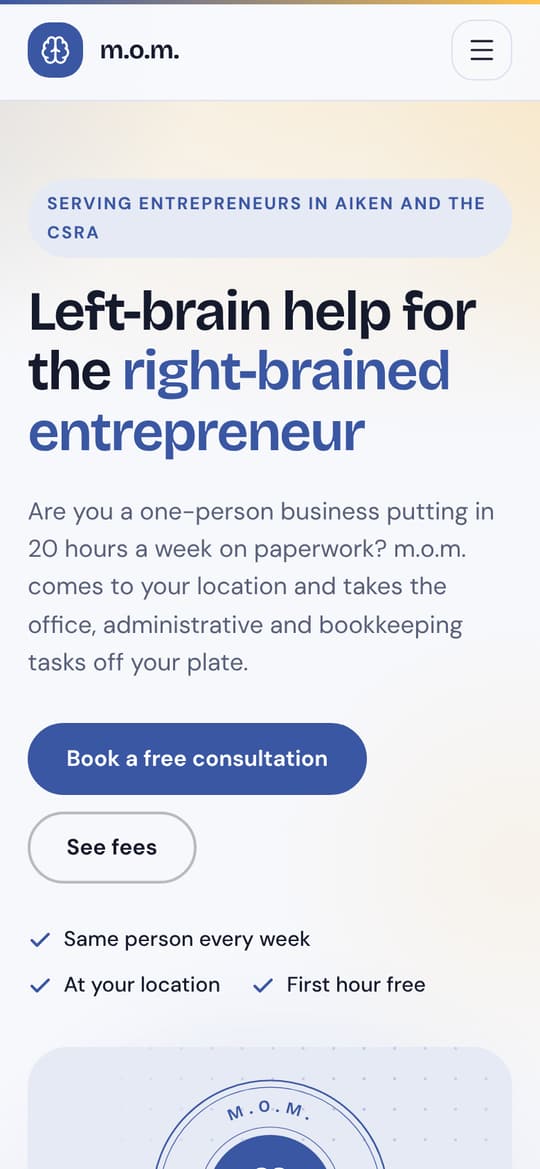 m.o.m.
SERVING ENTREPRENEURS IN AIKEN AND THE
CSRA
Left-brain help for
the right-brained
entrepreneur
Are you a one-person business putting in
20 hours a week on paperwork? m.o.m.
comes to your location and takes the
office, administrative and bookkeeping
tasks off your plate.
Book a free consultation
See fees
Same person every week
At your location First hour free
M.O.M.